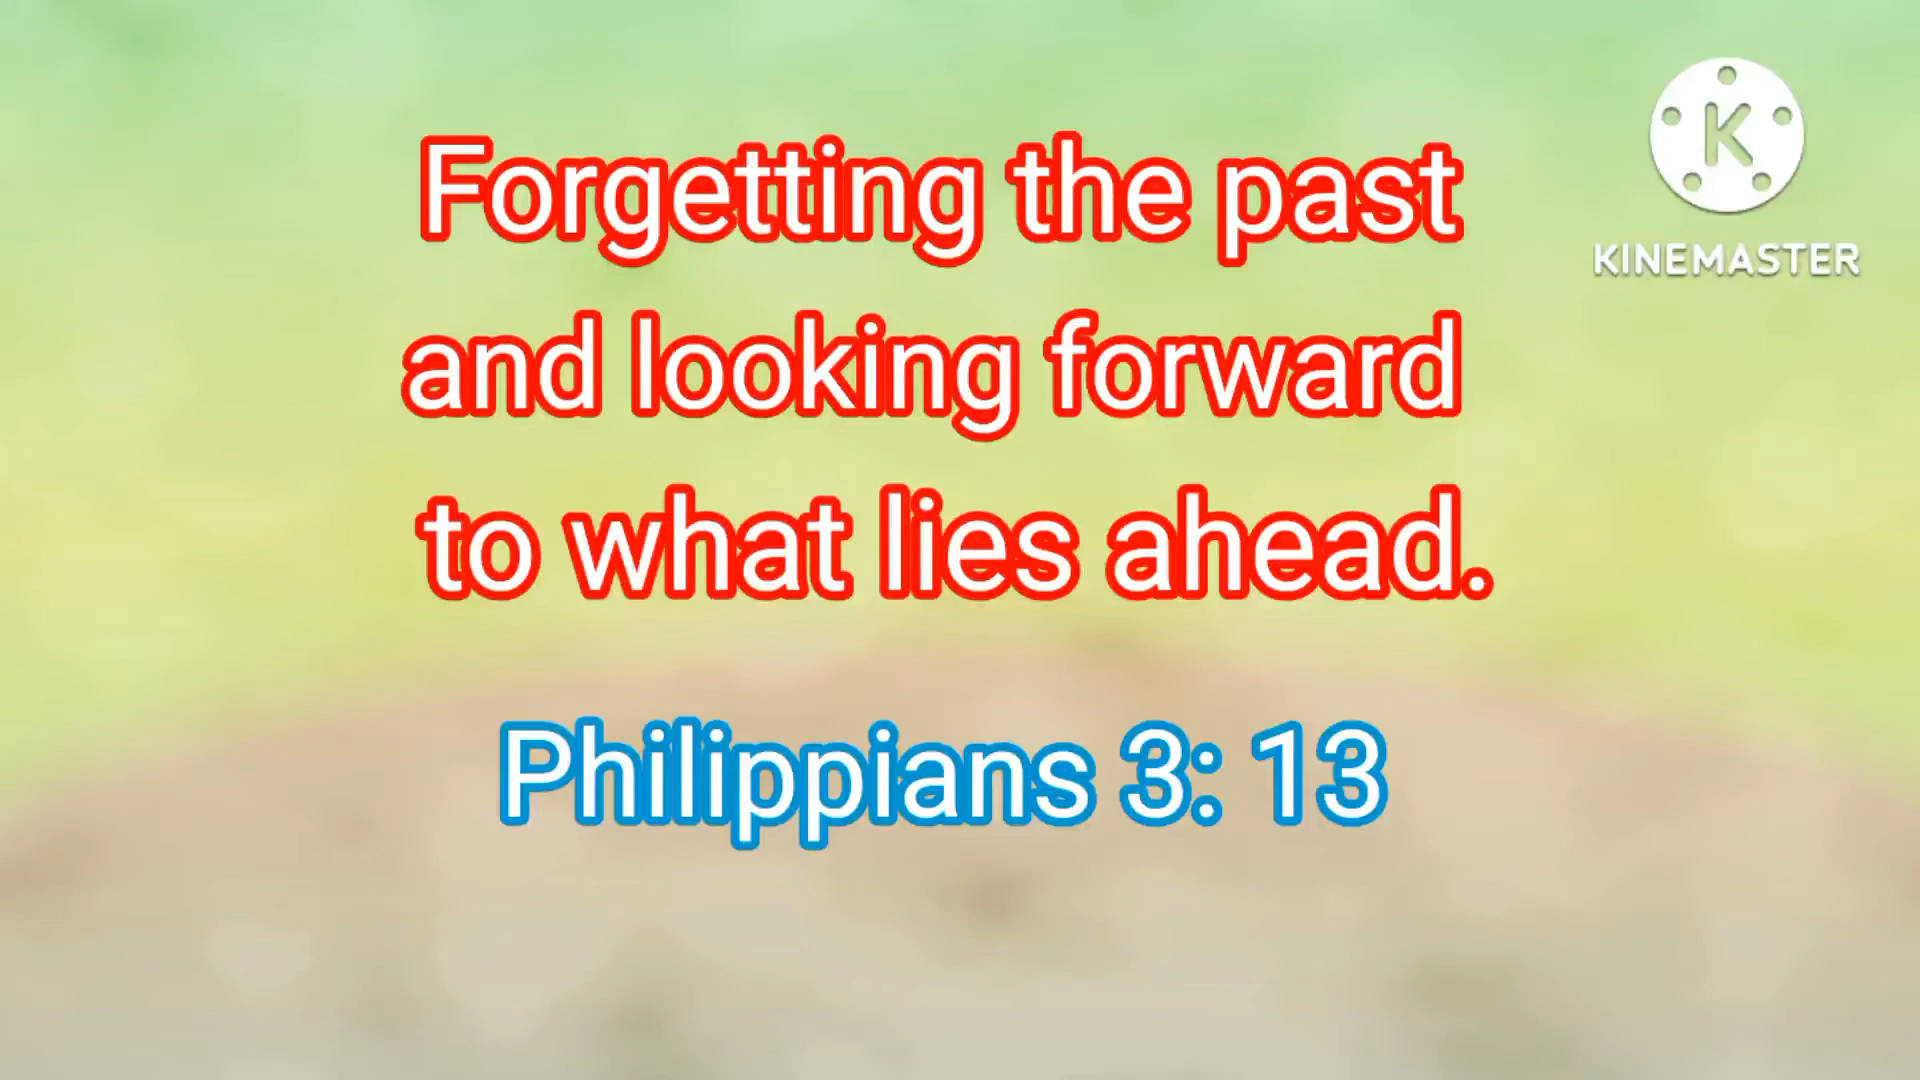 Forgetting the past
and looking forward
to what lies ahead.
Philippians 3: 13
K
KINEMASTER